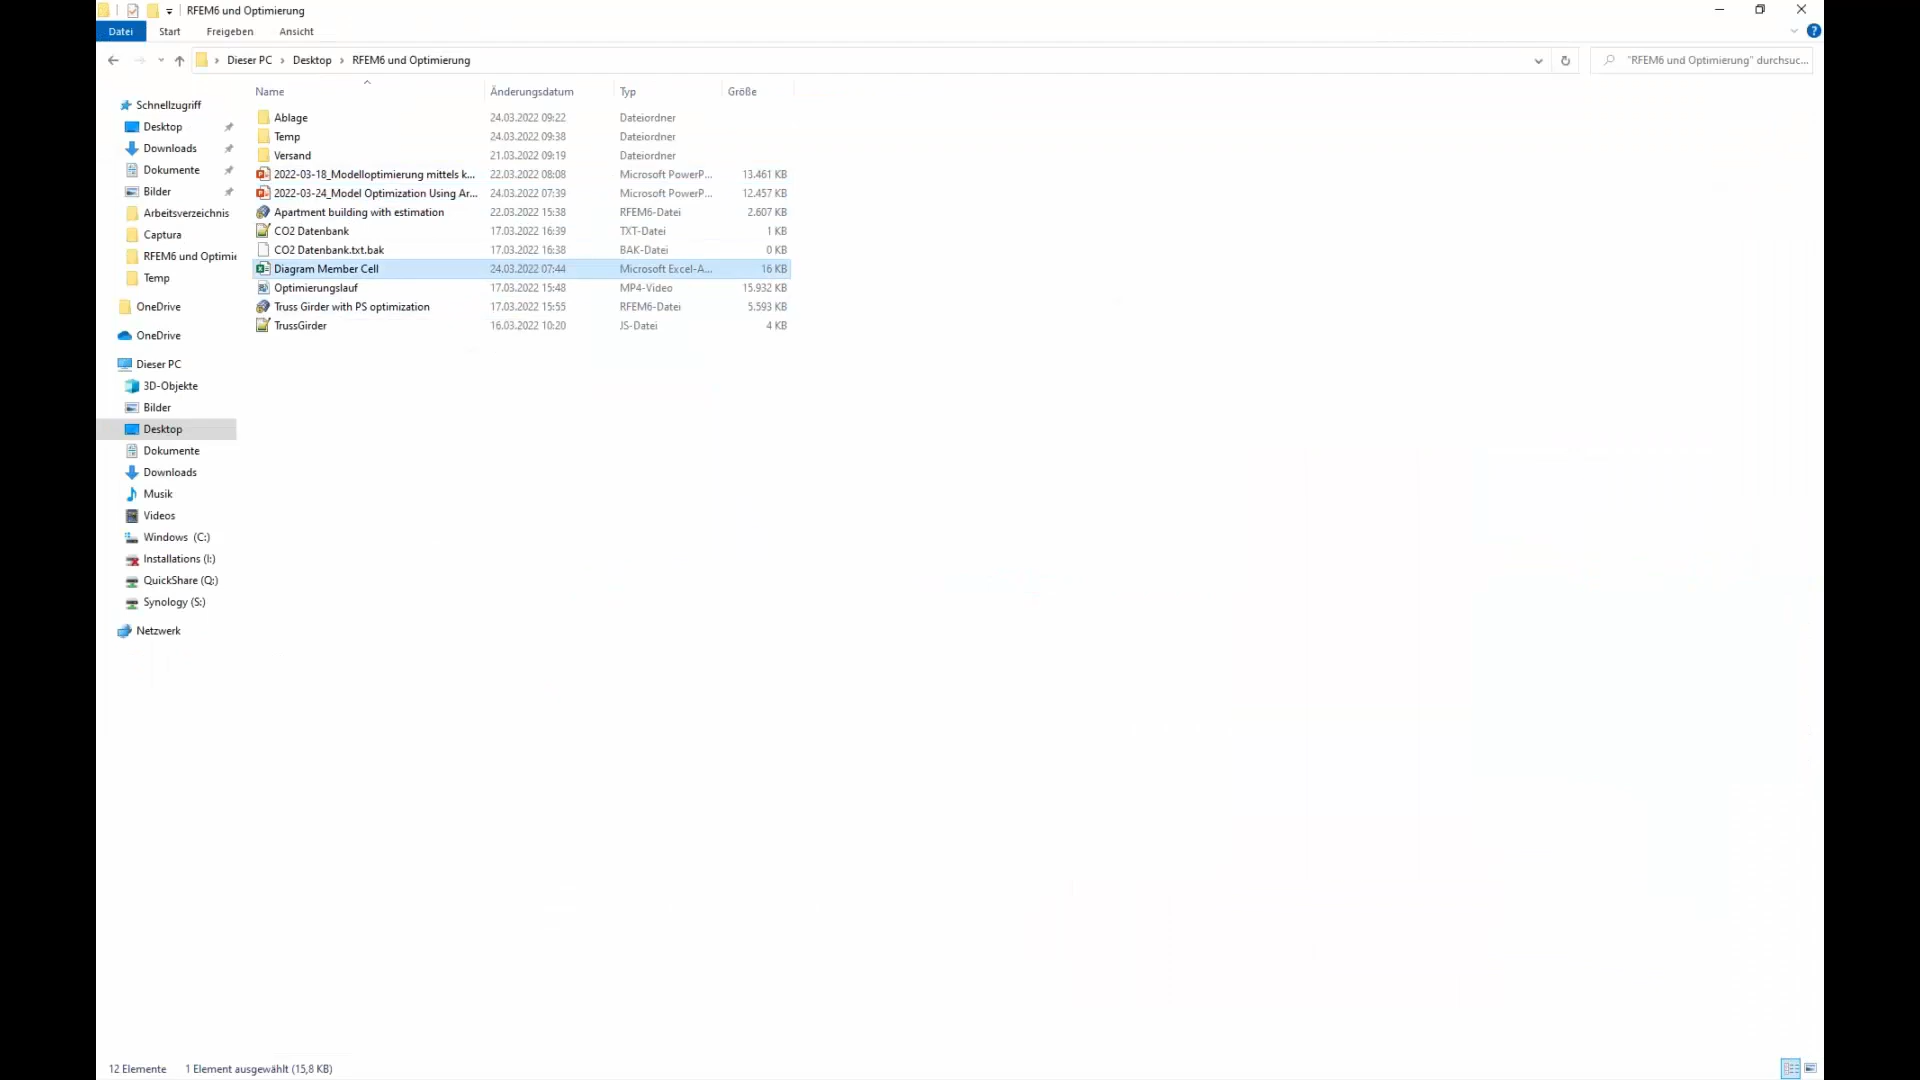 RFEM6 und Optimierung
Datei Start Freigeben Ansicht
Dieser PC Desktop RFEM6 und Optimierung "RFEM6 und Optimierung" durchsuc...
Name Änderungsdatum Typ Größe
Schnellzugriff
Desktop
Downloads
Dokumente
Bilder
Arbeitsverzeichnis
Captura
RFEM6 und Optimie
Temp
OneDrive
OneDrive
Dieser PC
3D-Objekte
Bilder
Desktop
Dokumente
Downloads
Musik
Videos
Windows (C:)
Installations (I:)
QuickShare (Q:)
Synology (S:)
Netzwerk
Ablage 24.03.2022 09:22 Dateiordner
Temp 24.03.2022 09:38 Dateiordner
Versand 21.03.2022 09:19 Dateiordner
2022-03-18_Modelloptimierung mittels k... 22.03.2022 08:08 Microsoft PowerP... 13.461 KB
2022-03-24_Model Optimization Using Ar... 24.03.2022 07:39 Microsoft PowerP... 12.457 KB
Apartment building with estimation 22.03.2022 15:38 RFEM6-Datei 2.607 KB
CO2 Datenbank 17.03.2022 16:39 TXT-Datei 1 KB
CO2 Datenbank.txt.bak 17.03.2022 16:38 BAK-Datei 0 KB
Diagram Member Cell 24.03.2022 07:44 Microsoft Excel-A... 16 KB
Optimierungslauf 17.03.2022 15:48 MP4-Video 15.932 KB
Truss Girder with PS optimization 17.03.2022 15:55 RFEM6-Datei 5.593 KB
TrussGirder 16.03.2022 10:20 JS-Datei 4 KB
12 Elemente 1 Element ausgewählt (15,8 KB)